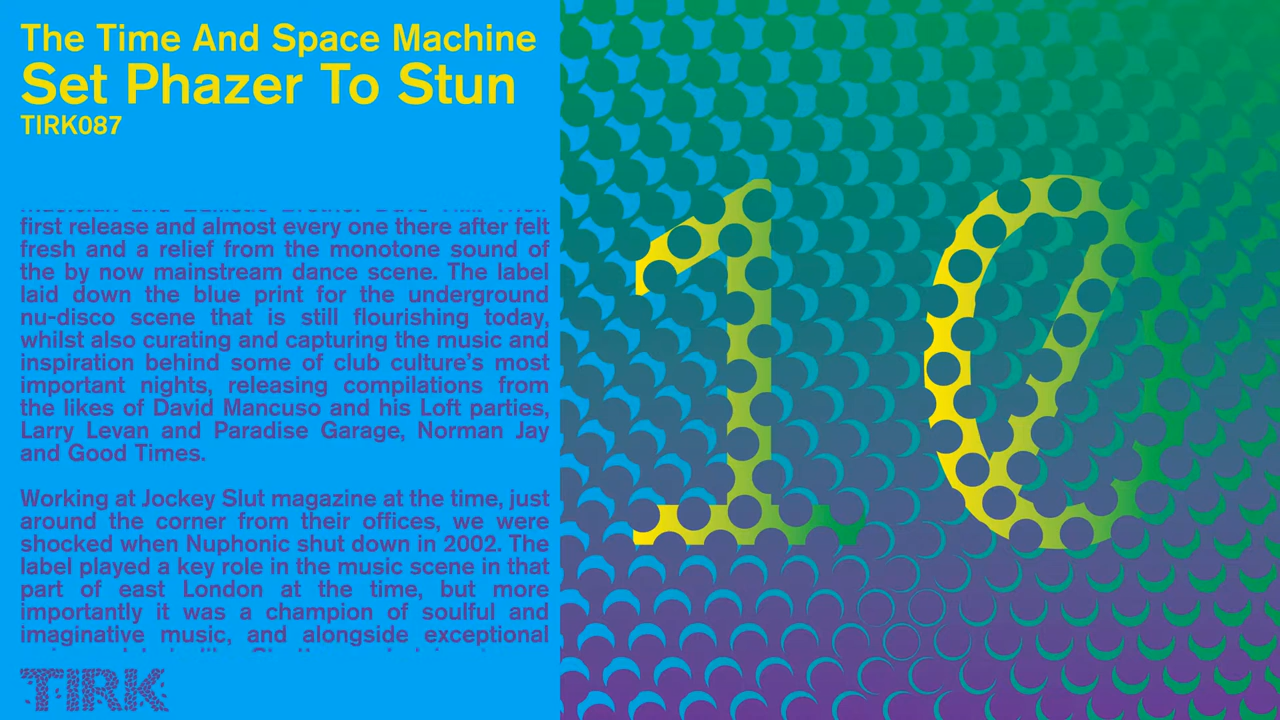 The Time And Space Machine
Set Phazer To Stun
TIRK087
first release and almost every one there after felt
fresh and a relief from the monotone sound of
the by now mainstream dance scene. The label
laid down the blue print for the underground
nu-disco scene that is still flourishing today,
whilst also curating and capturing the music and
inspiration behind some of club culture's most
important nights, releasing compilations from
the likes of David Mancuso and his Loft parties,
Larry Levan and Paradise Garage, Norman Jay
and Good Times.
Working at Jockey Slut magazine at the time, just
around the corner from their offices, we were
shocked when Nuphonic shut down in 2002. The
label played a key role in the music scene in that
part of east London at the time, but more
importantly it was a champion of soulful and
imaginative music, and alongside exceptional
TIRK
10